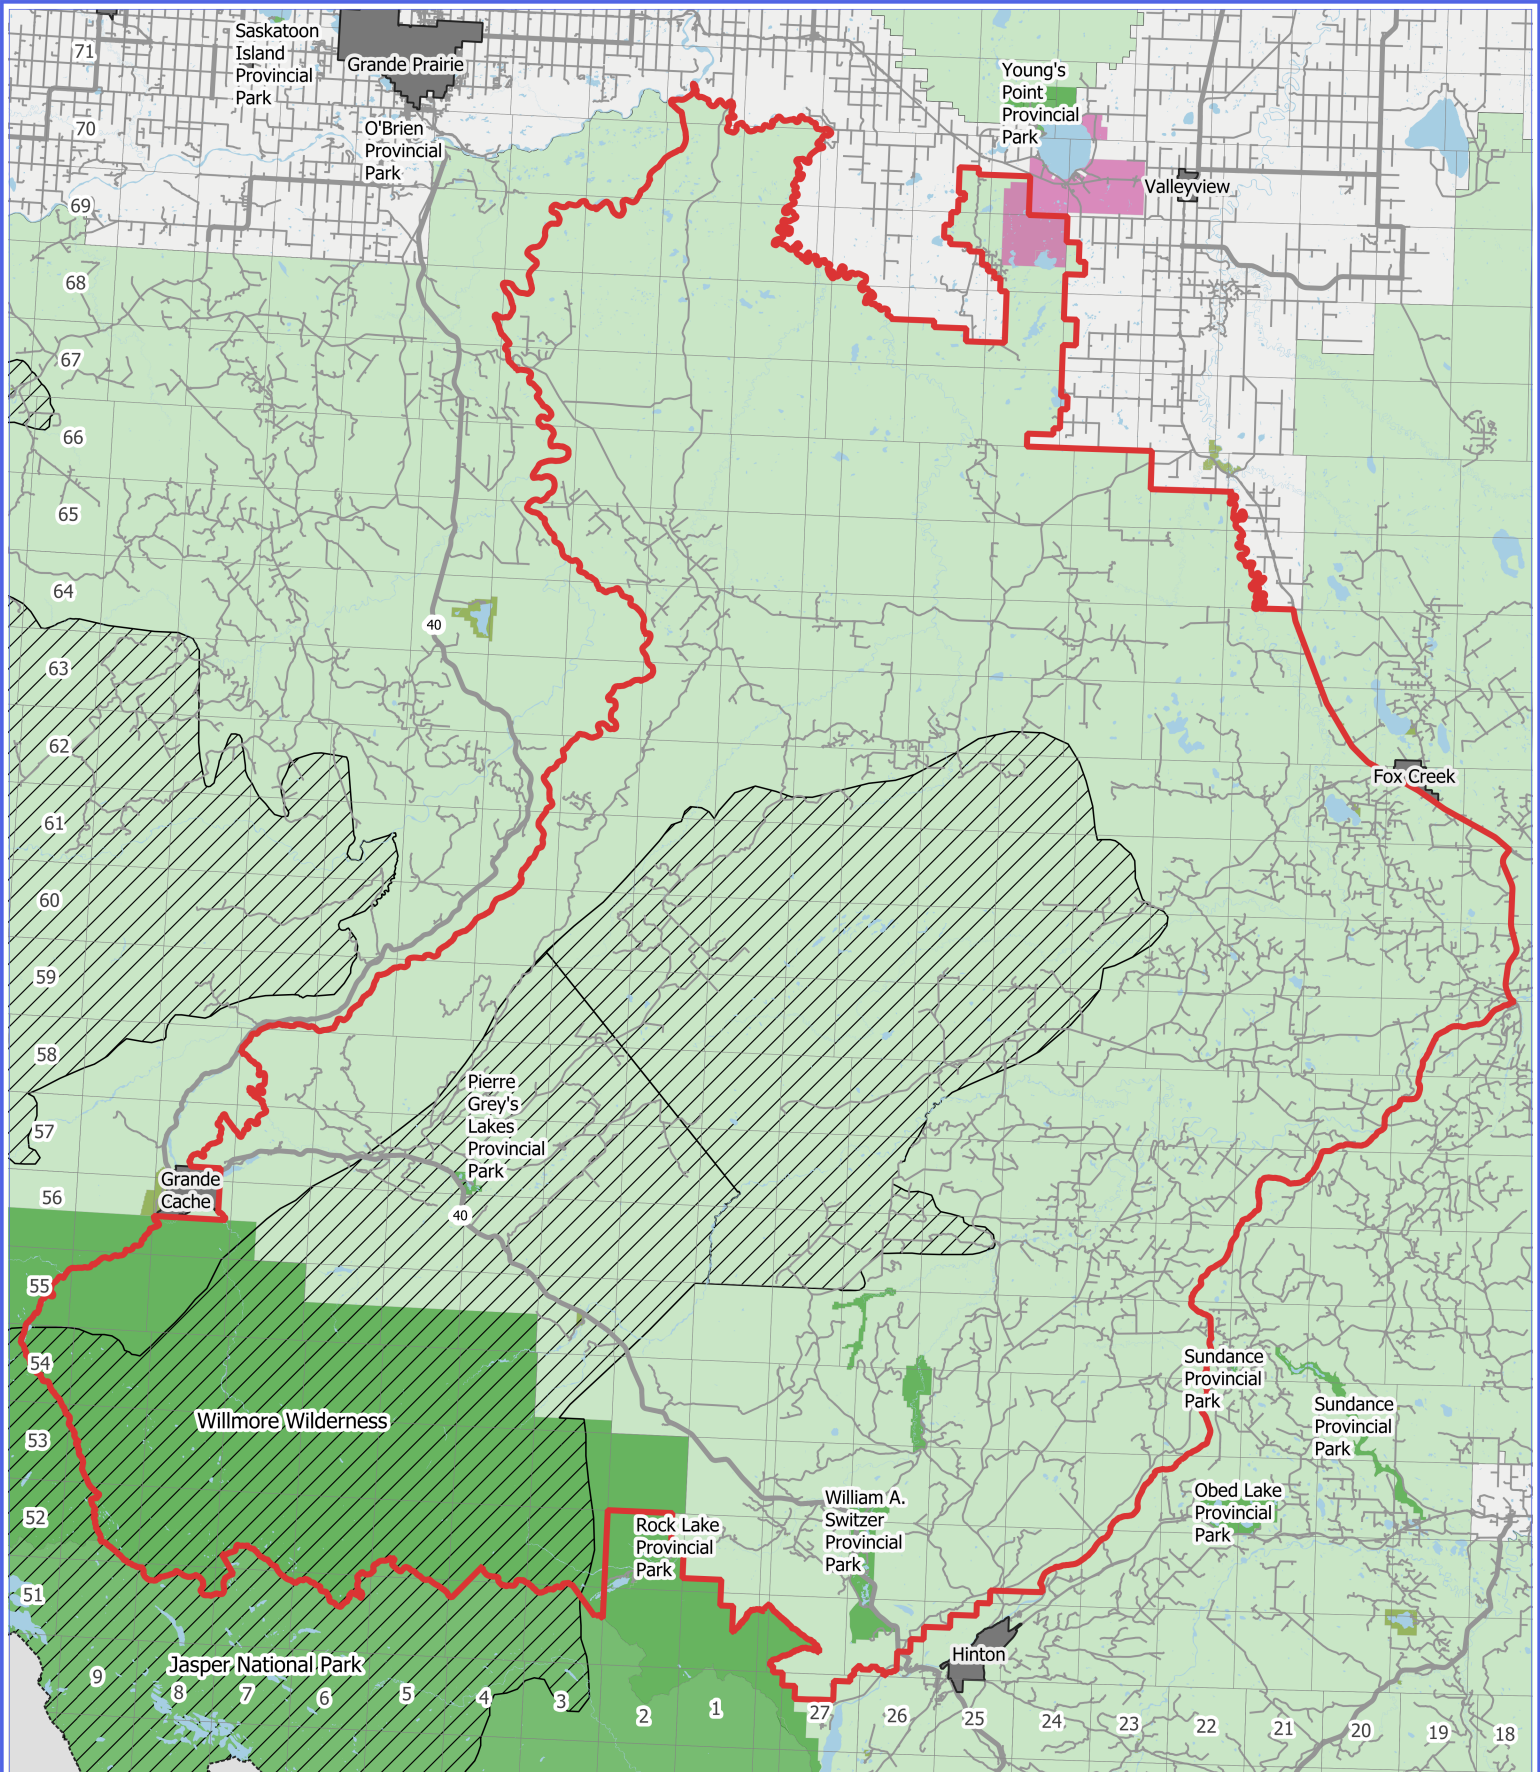 71
Saskatoon
Island
Provincial
Park
Grande Prairie
Young's
Point
Provincial
Park
70
O'Brien
Provincial
Park
Valleyview
69
68
67
66
65
64
40
63
62
Fox Creek
61
60
59
58
Pierre
Grey's
Lakes
Provincial
Park
57
Grande
Cache
56
40
55
54
Sundance
Provincial
Park
Willmore Wilderness
Sundance
Provincial
Park
53
William A.
Switzer
Provincial
Park
Obed Lake
Provincial
Park
52
Rock Lake
Provincial
Park
51
Hinton
Jasper National Park
9
8
7
6
5
4
3
2
1
27
26
25
24
23
22
21
20
19
18